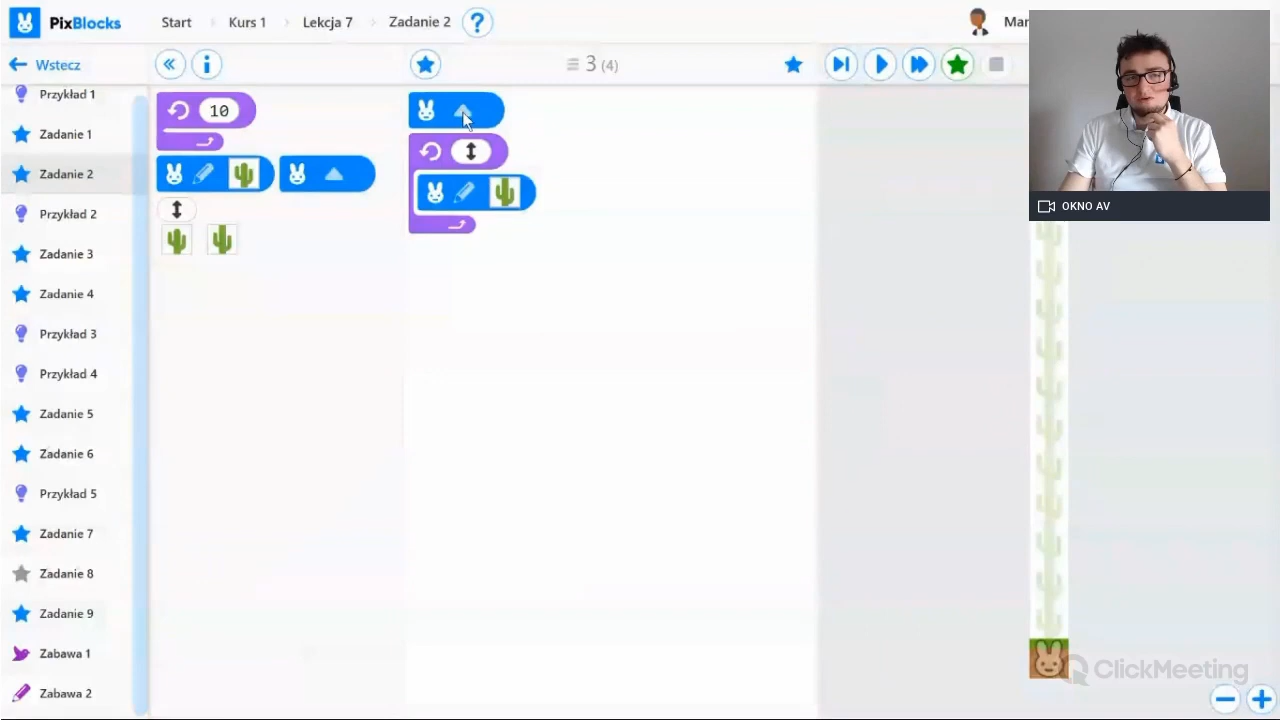 PixBlocks Start Kurs 1 Lekcja 7 Zadanie 2 ? Mar
Wstecz 3 (4)
Przykład 1
Zadanie 1
Zadanie 2
Przykład 2
Zadanie 3
Zadanie 4
Przykład 3
Przykład 4
Zadanie 5
Zadanie 6
Przykład 5
Zadanie 7
Zadanie 8
Zadanie 9
Zabawa 1
Zabawa 2
10
OKNO AV
ClickMeeting